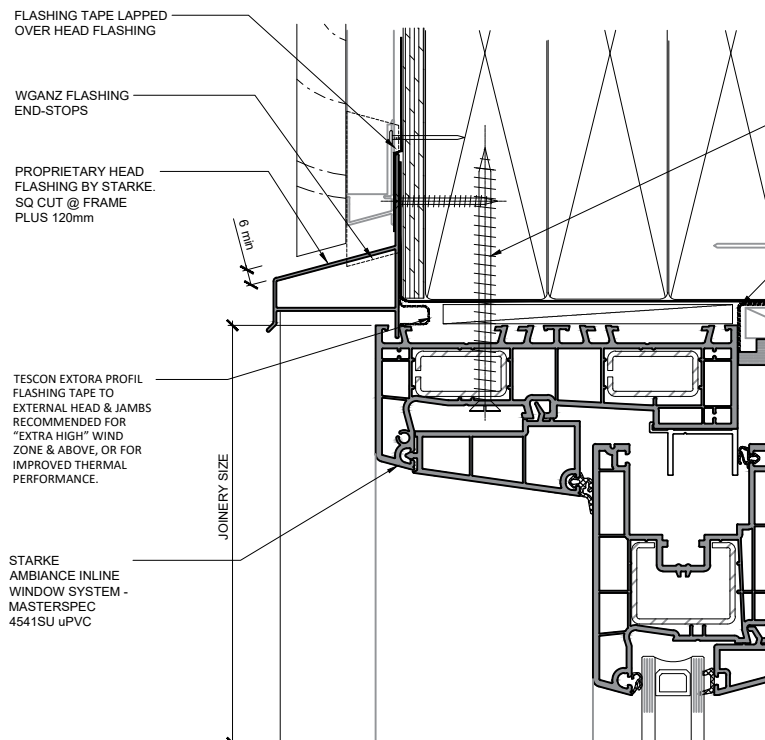 FLASHING TAPE LAPPED
OVER HEAD FLASHING
WGANZ FLASHING
END-STOPS
PROPRIETARY HEAD
FLASHING BY STARKE.
SQ CUT @ FRAME
PLUS 120mm
6 min
TESCON EXTORA PROFIL
FLASHING TAPE TO
EXTERNAL HEAD & JAMBS
RECOMMENDED FOR
“EXTRA HIGH” WIND
ZONE & ABOVE, OR FOR
IMPROVED THERMAL
PERFORMANCE.
JOINERY SIZE
STARKE
AMBIANCE INLINE
WINDOW SYSTEM -
MASTERSPEC
4541SU uPVC